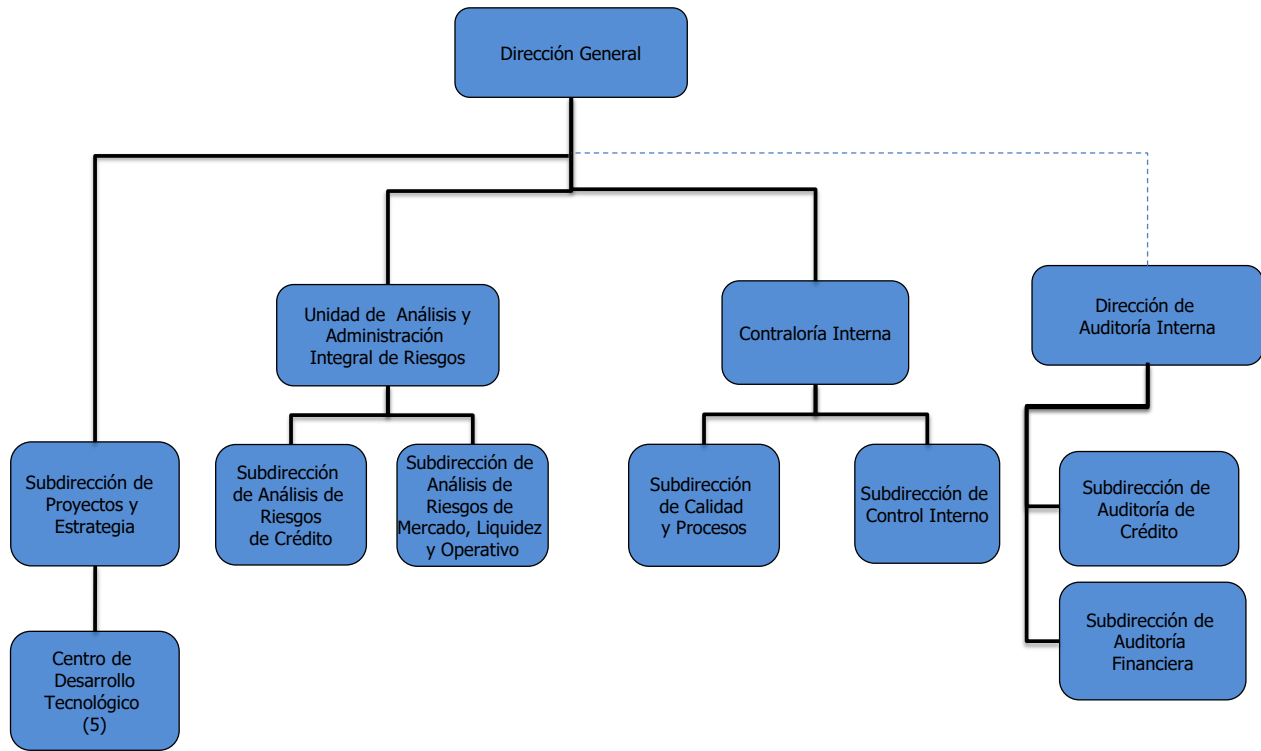 Dirección General
Unidad de Análisis y
Administración
Integral de Riesgos
Contraloría Interna
Dirección de
Auditoría Interna
Subdirección de
Proyectos y
Estrategia
Subdirección
de Análisis de
Riesgos
de Crédito
Subdirección de
Análisis de
Riesgos de
Mercado, Liquidez
y Operativo
Subdirección
de Calidad
y Procesos
Subdirección de
Control Interno
Subdirección de
Auditoría de
Crédito
Subdirección de
Auditoría
Financiera
Centro de
Desarrollo
Tecnológico
(5)